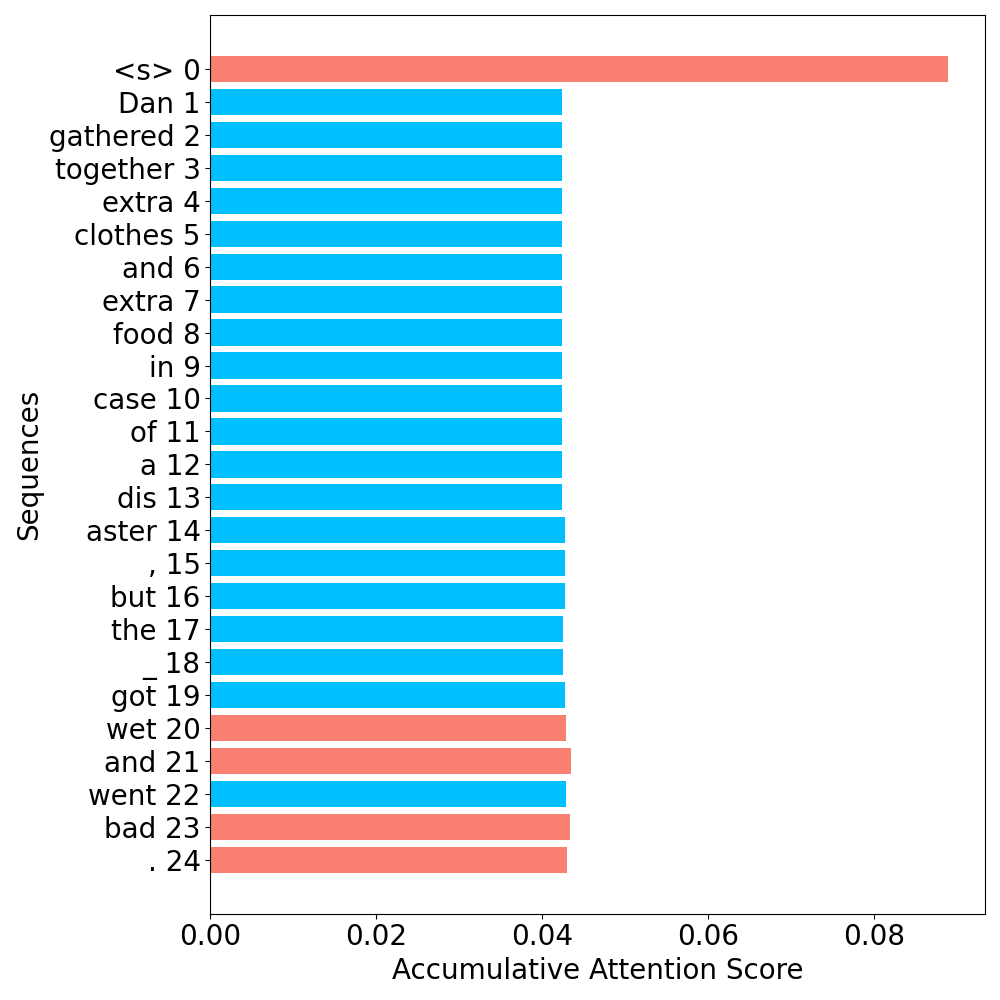 <s> 0
Dan 1
gathered 2
together 3
extra 4
clothes 5
and 6
extra 7
food 8
in 9
case 10
of 11
a 12
dis 13
aster 14
, 15
but 16
the 17
_ 18
got 19
wet 20
and 21
went 22
bad 23
. 24
Sequences
0.00 0.02 0.04 0.06 0.08
Accumulative Attention Score